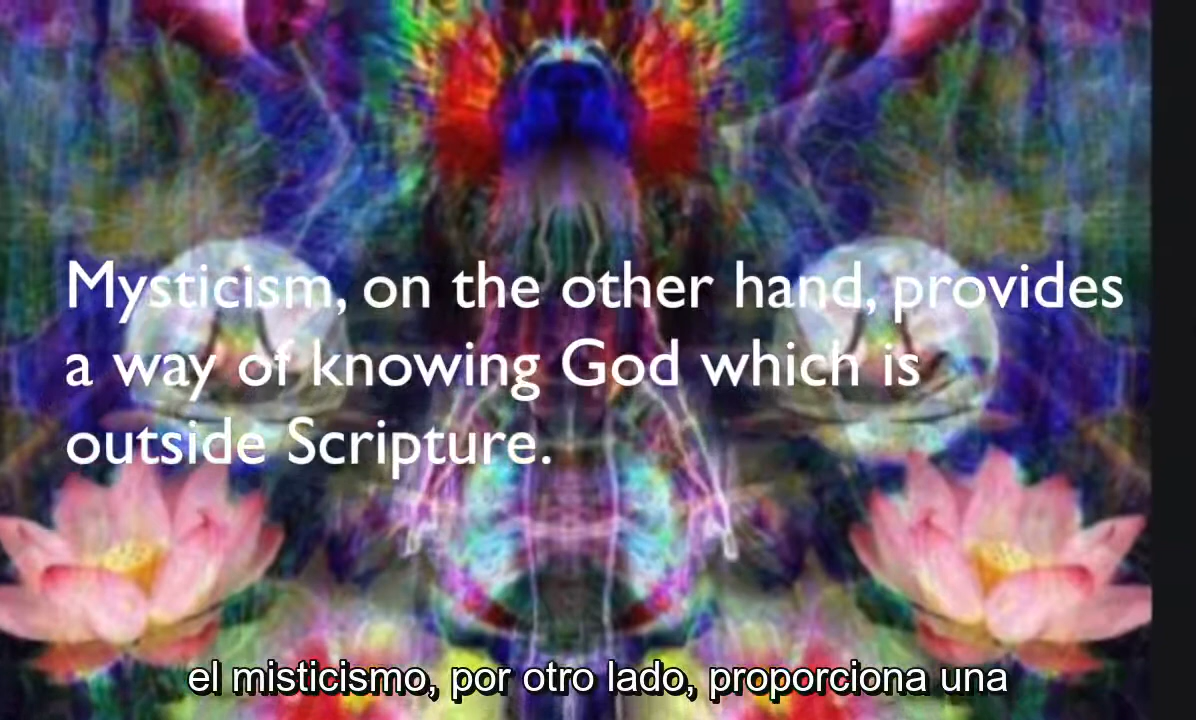 Mysticism, on the other hand, provides
a way of knowing God which is
outside Scripture.
el misticismo, por otro lado, proporciona una